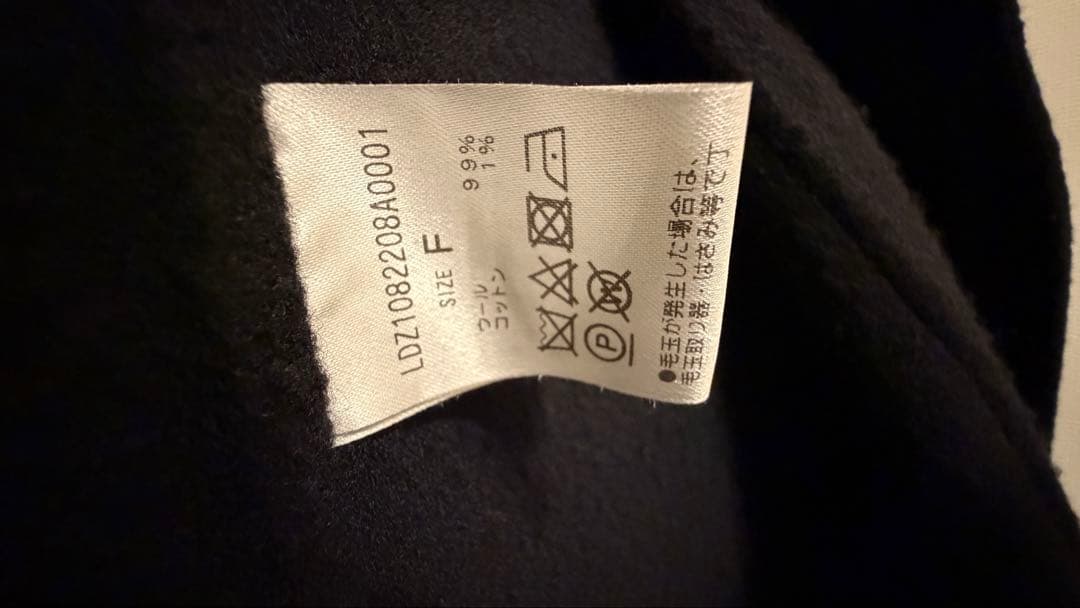 LDZ1082208A0001
SIZE F
ウール 99%
コットン 1%
P
W
●毛玉が発生した場合は、
毛玉取り器・はさみ等で